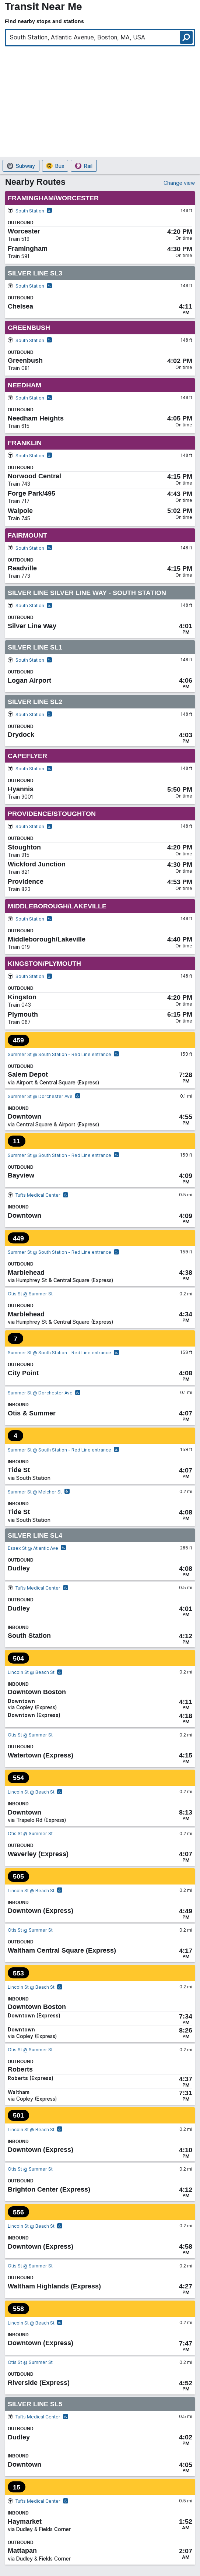 Transit Near Me
Find nearby stops and stations
South Station, Atlantic Avenue, Boston, MA, USA
Subway Bus Rail
Nearby Routes Change view
FRAMINGHAM/WORCESTER
South Station 148 ft
OUTBOUND
Worcester 4:20 PM
Train 519 On time
Framingham 4:30 PM
Train 591 On time
SILVER LINE SL3
South Station 148 ft
OUTBOUND
Chelsea 4:11
PM
GREENBUSH
South Station 148 ft
OUTBOUND
Greenbush 4:02 PM
Train 081 On time
NEEDHAM
South Station 148 ft
OUTBOUND
Needham Heights 4:05 PM
Train 615 On time
FRANKLIN
South Station 148 ft
OUTBOUND
Norwood Central 4:15 PM
Train 743 On time
Forge Park/495 4:43 PM
Train 717 On time
Walpole 5:02 PM
Train 745 On time
FAIRMOUNT
South Station 148 ft
OUTBOUND
Readville 4:15 PM
Train 773 On time
SILVER LINE SILVER LINE WAY - SOUTH STATION
South Station 148 ft
OUTBOUND
Silver Line Way 4:01
PM
SILVER LINE SL1
South Station 148 ft
OUTBOUND
Logan Airport 4:06
PM
SILVER LINE SL2
South Station 148 ft
OUTBOUND
Drydock 4:03
PM
CAPEFLYER
South Station 148 ft
OUTBOUND
Hyannis 5:50 PM
Train 9001 On time
PROVIDENCE/STOUGHTON
South Station 148 ft
OUTBOUND
Stoughton 4:20 PM
Train 915 On time
Wickford Junction 4:30 PM
Train 821 On time
Providence 4:53 PM
Train 823 On time
MIDDLEBOROUGH/LAKEVILLE
South Station 148 ft
OUTBOUND
Middleborough/Lakeville 4:40 PM
Train 019 On time
KINGSTON/PLYMOUTH
South Station 148 ft
OUTBOUND
Kingston 4:20 PM
Train 043 On time
Plymouth 6:15 PM
Train 067 On time
459
Summer St @ South Station - Red Line entrance 159 ft
OUTBOUND
Salem Depot 7:28
via Airport & Central Square (Express) PM
Summer St @ Dorchester Ave 0.1 mi
INBOUND
Downtown 4:55
via Central Square & Airport (Express) PM
11
Summer St @ South Station - Red Line entrance 159 ft
OUTBOUND
Bayview 4:09
PM
Tufts Medical Center 0.5 mi
INBOUND
Downtown 4:09
PM
449
Summer St @ South Station - Red Line entrance 159 ft
OUTBOUND
Marblehead 4:38
via Humphrey St & Central Square (Express) PM
Otis St @ Summer St 0.2 mi
OUTBOUND
Marblehead 4:34
via Humphrey St & Central Square (Express) PM
7
Summer St @ South Station - Red Line entrance 159 ft
OUTBOUND
City Point 4:08
PM
Summer St @ Dorchester Ave 0.1 mi
INBOUND
Otis & Summer 4:07
PM
4
Summer St @ South Station - Red Line entrance 159 ft
INBOUND
Tide St 4:07
via South Station PM
Summer St @ Melcher St 0.2 mi
INBOUND
Tide St 4:08
via South Station PM
SILVER LINE SL4
Essex St @ Atlantic Ave 285 ft
OUTBOUND
Dudley 4:08
PM
Tufts Medical Center 0.5 mi
OUTBOUND
Dudley 4:01
PM
INBOUND
South Station 4:12
PM
504
Lincoln St @ Beach St 0.2 mi
INBOUND
Downtown Boston
Downtown 4:11
via Copley (Express) PM
Downtown (Express) 4:18
PM
Otis St @ Summer St 0.2 mi
OUTBOUND
Watertown (Express) 4:15
PM
554
Lincoln St @ Beach St 0.2 mi
INBOUND
Downtown 8:13
via Trapelo Rd (Express) PM
Otis St @ Summer St 0.2 mi
OUTBOUND
Waverley (Express) 4:07
PM
505
Lincoln St @ Beach St 0.2 mi
INBOUND
Downtown (Express) 4:49
PM
Otis St @ Summer St 0.2 mi
OUTBOUND
Waltham Central Square (Express) 4:17
PM
553
Lincoln St @ Beach St 0.2 mi
INBOUND
Downtown Boston
Downtown (Express) 7:34
PM
Downtown 8:26
via Copley (Express) PM
Otis St @ Summer St 0.2 mi
OUTBOUND
Roberts
Roberts (Express) 4:37
PM
Waltham 7:31
via Copley (Express) PM
501
Lincoln St @ Beach St 0.2 mi
INBOUND
Downtown (Express) 4:10
PM
Otis St @ Summer St 0.2 mi
OUTBOUND
Brighton Center (Express) 4:12
PM
556
Lincoln St @ Beach St 0.2 mi
INBOUND
Downtown (Express) 4:58
PM
Otis St @ Summer St 0.2 mi
OUTBOUND
Waltham Highlands (Express) 4:27
PM
558
Lincoln St @ Beach St 0.2 mi
INBOUND
Downtown (Express) 7:47
PM
Otis St @ Summer St 0.2 mi
OUTBOUND
Riverside (Express) 4:52
PM
SILVER LINE SL5
Tufts Medical Center 0.5 mi
OUTBOUND
Dudley 4:02
PM
INBOUND
Downtown 4:05
PM
15
Tufts Medical Center 0.5 mi
INBOUND
Haymarket 1:52
via Dudley & Fields Corner AM
OUTBOUND
Mattapan 2:07
via Dudley & Fields Corner AM